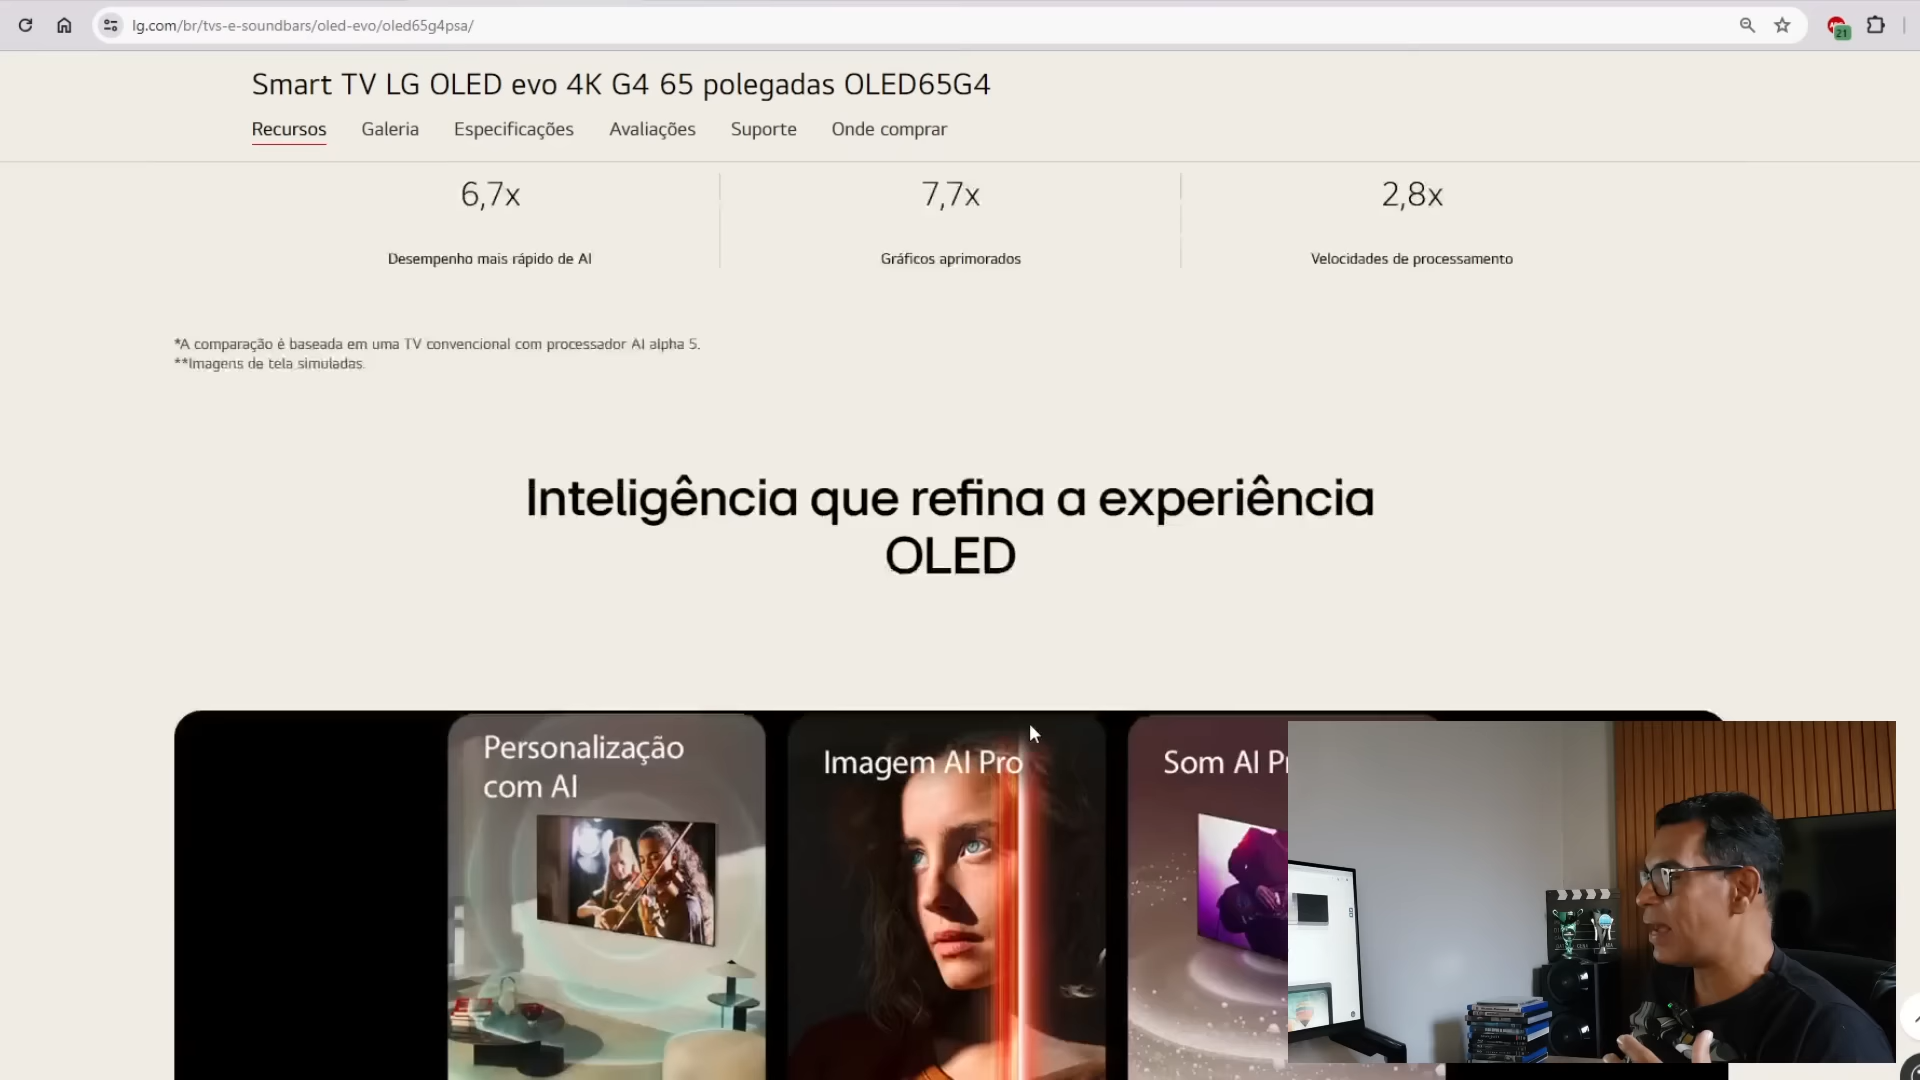 lg.com/br/tvs-e-soundbars/oled-evo/oled65g4psa/
21
Smart TV LG OLED evo 4K G4 65 polegadas OLED65G4
Recursos Galeria Especificações Avaliações Suporte Onde comprar
6,7x 7,7x 2,8x
Desempenho mais rápido de AI Gráficos aprimorados Velocidades de processamento
*A comparação é baseada em uma TV convencional com processador AI alpha 5.
**Imagens de tela simuladas.
Inteligência que refina a experiência
OLED
Personalização
com AI
Imagem AI Pro
Som AI